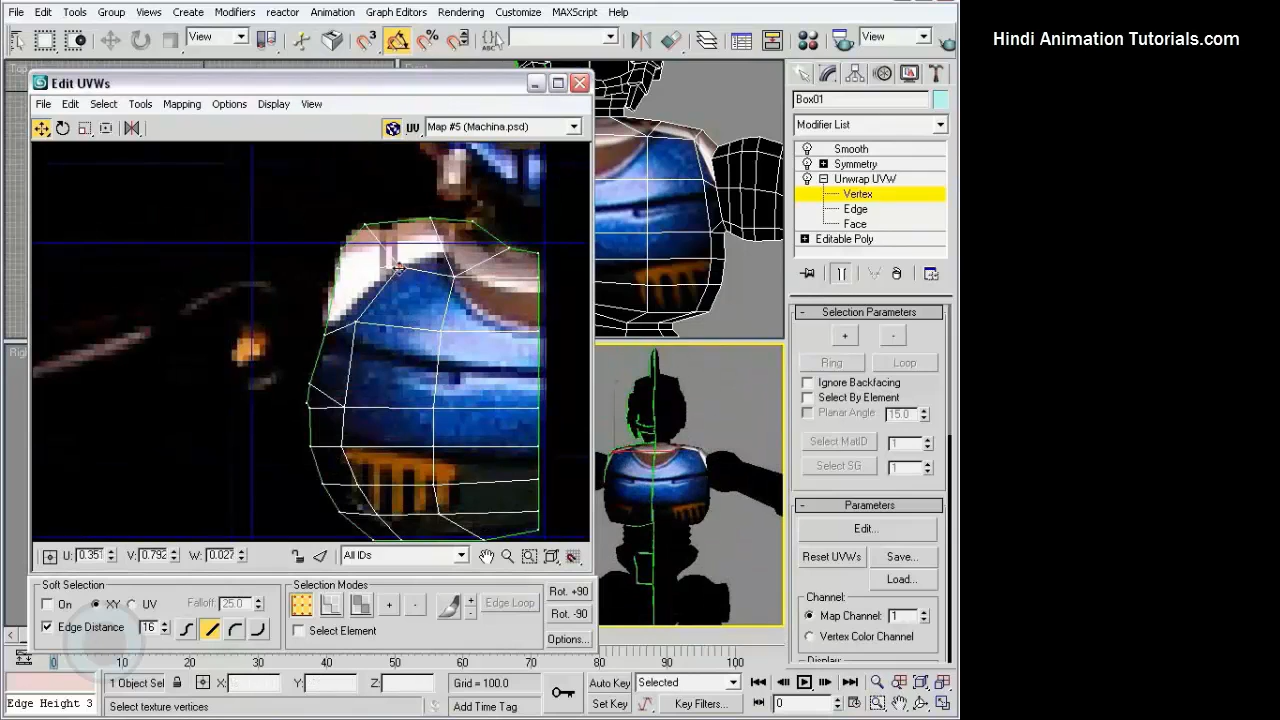 File Edit Tools Group Views Create Modifiers reactor Animation Graph Editors Rendering Customize MAXScript Help
Hindi Animation Tutorials.com
View View
Edit UVWs
File Edit Select Tools Mapping Options Display View
UV Map #5 (Machina.psd)
Box01
Modifier List
Smooth
Symmetry
Unwrap UVW
Vertex
Edge
Face
Editable Poly
Selection Parameters
+ -
Ring Loop
Ignore Backfacing
Select By Element
Planar Angle 15.0
Select MatID 1
Select SG 1
Parameters
Edit...
Reset UVWs Save...
Load...
Channel:
Map Channel: 1
Vertex Color Channel
U: 0.351 V: 0.792 W: 0.027 All IDs
Soft Selection
On XY UV Falloff: 25.0
Edge Distance 16
Selection Modes
+ - + - Edge Loop
Select Element
Rot. +90
Rot. -90
Options...
0 10 20 30 40 50 60 70 80 90 100
1 Object Sel X: Y: Z: Grid = 100.0 Auto Key Selected
Edge Height 3 Select texture vertices Add Time Tag Set Key Key Filters... 0